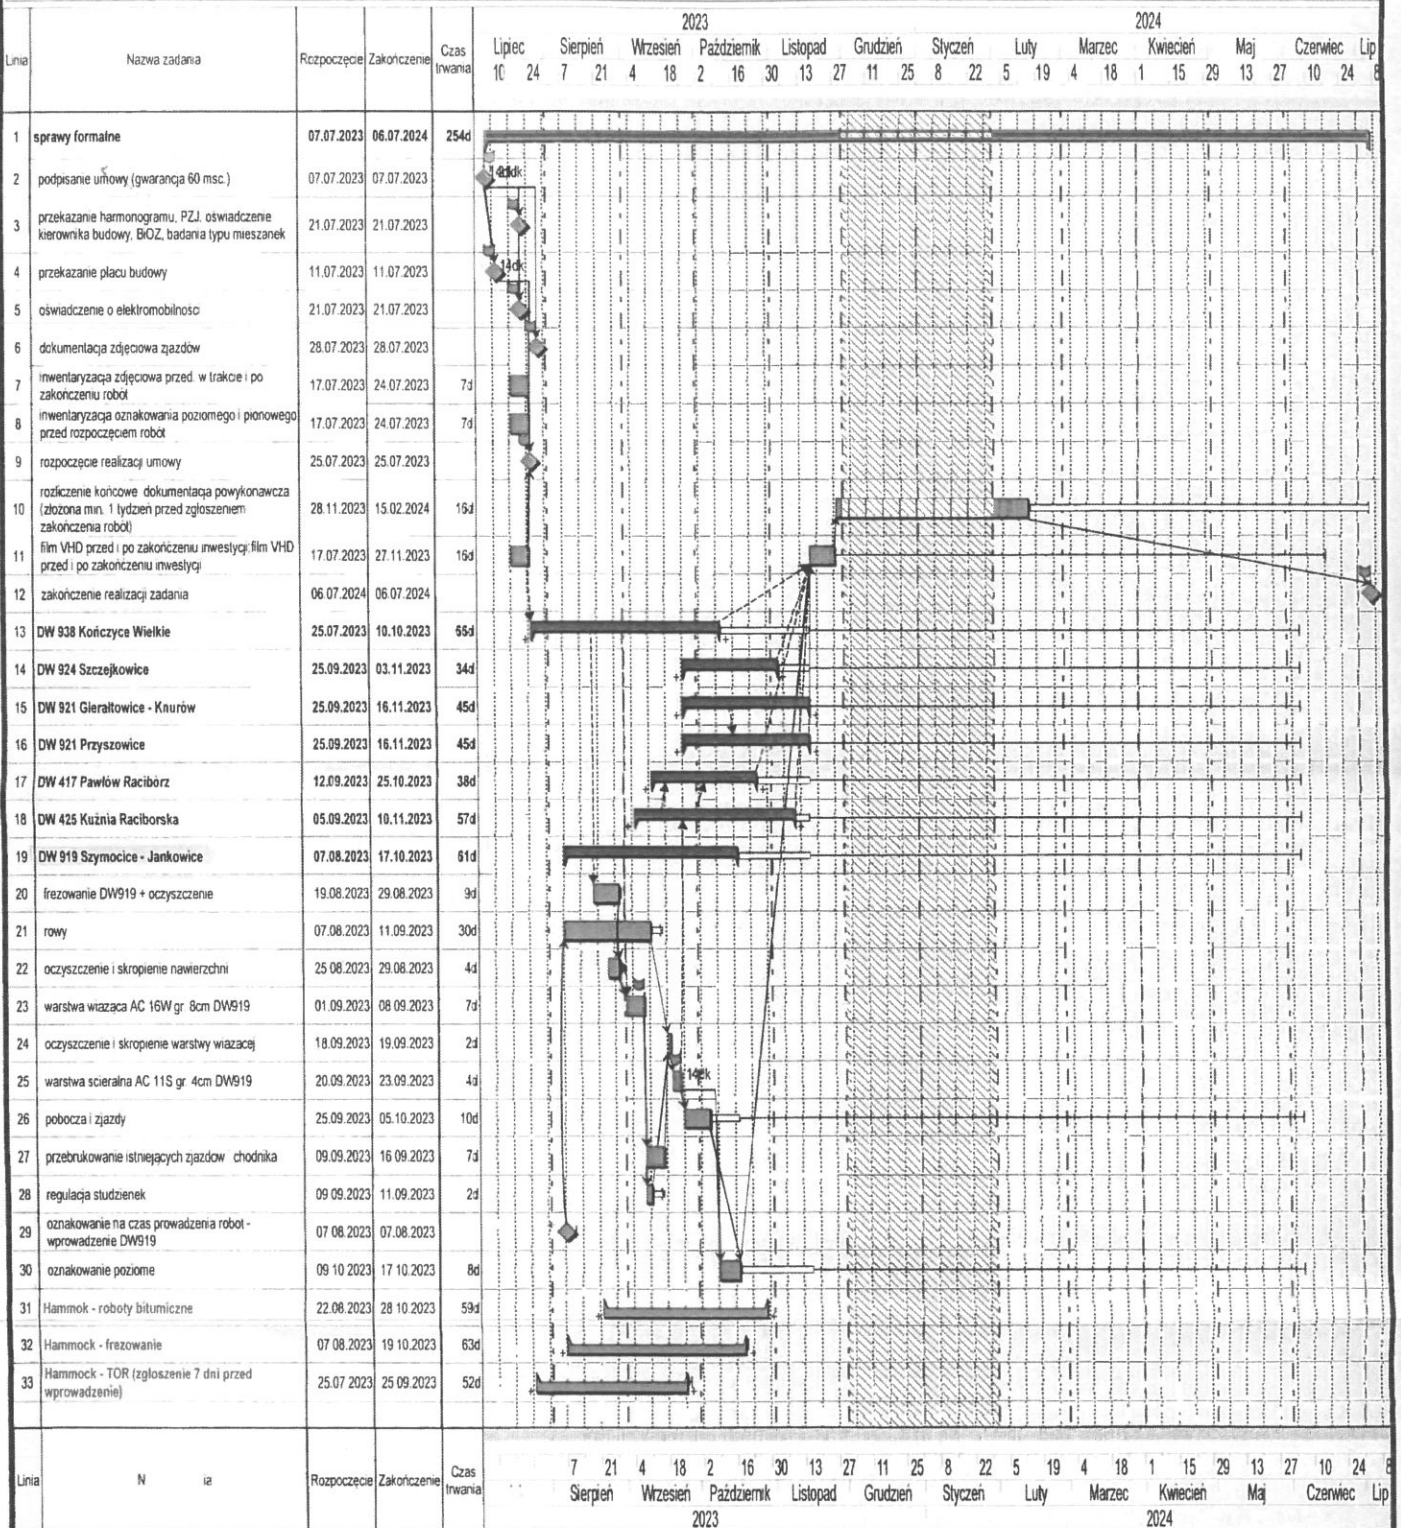 2023 2024
Linia Nazwa zadania Rozpoczęcie Zakończenie Czas trwania Lipiec Sierpień Wrzesień Październik Listopad Grudzień Styczeń Luty Marzec Kwiecień Maj Czerwiec Lip
10 24 7 21 4 18 2 16 30 13 27 11 25 8 22 5 19 4 18 1 15 29 13 27 10 24 8
1 sprawy formalne 07.07.2023 06.07.2024 254d
2 podpisanie umowy (gwarancja 60 msc.) 07.07.2023 07.07.2023
3 przekazanie harmonogramu, PZJ, oświadczenie
kierownika budowy, BiOZ, badania typu mieszanek 21.07.2023 21.07.2023
4 przekazanie placu budowy 11.07.2023 11.07.2023 14dk
5 oświadczenie o elektromobilności 21.07.2023 21.07.2023
6 dokumentacja zdjęciowa zjazdów 28.07.2023 28.07.2023
7 inwentaryzacja zdjęciowa przed. w trakcie i po
zakończeniu robót 17.07.2023 24.07.2023 7d
8 inwentaryzacja oznakowania poziomego i pionowego
przed rozpoczęciem robót 17.07.2023 24.07.2023 7d
9 rozpoczęcie realizacji umowy 25.07.2023 25.07.2023
10 rozliczenie końcowe dokumentacja powykonawcza
(złożona min. 1 tydzień przed zgłoszeniem
zakończenia robót) 28.11.2023 15.02.2024 16d
11 film VHD przed i po zakończeniu inwestycji;film VHD
przed i po zakończeniu inwestycji 17.07.2023 27.11.2023 16d
12 zakończenie realizacji zadania 06.07.2024 06.07.2024
13 DW 938 Kończyce Wielkie 25.07.2023 10.10.2023 55d
14 DW 924 Szczejkowice 25.09.2023 03.11.2023 34d
15 DW 921 Gierałtowice - Knurów 25.09.2023 16.11.2023 45d
16 DW 921 Przyszowice 25.09.2023 16.11.2023 45d
17 DW 417 Pawłów Racibórz 12.09.2023 25.10.2023 38d
18 DW 425 Kuźnia Raciborska 05.09.2023 10.11.2023 57d
19 DW 919 Szymocice - Jankowice 07.08.2023 17.10.2023 61d
20 frezowanie DW919 + oczyszczenie 19.08.2023 29.08.2023 9d
21 rowy 07.08.2023 11.09.2023 30d
22 oczyszczenie i skropienie nawierzchni 25 08.2023 29.08.2023 4d
23 warstwa wiążąca AC 16W gr. 8cm DW919 01.09.2023 08 09.2023 7d
24 oczyszczenie i skropienie warstwy wiążącej 18.09.2023 19.09.2023 2d
25 warstwa ścieralna AC 11S gr. 4cm DW919 20.09.2023 23.09.2023 4d
26 pobocza i zjazdy 25.09.2023 05.10.2023 10d
27 przebrukowanie istniejących zjazdów chodnika 09.09.2023 16 09.2023 7d
28 regulacja studzienek 09 09.2023 11.09.2023 2d
29 oznakowanie na czas prowadzenia robót -
wprowadzenie DW919 07 08.2023 07.08.2023
30 oznakowanie poziome 09 10 2023 17 10.2023 8d
31 Hammok - roboty bitumiczne 22.08.2023 28 10.2023 59d
32 Hammock - frezowanie 07 08.2023 19 10.2023 63d
33 Hammock - TOR (zgłoszenie 7 dni przed
wprowadzenie) 25.07 2023 25 09.2023 52d
Linia N ia Rozpoczęcie Zakończenie Czas trwania
7 21 4 18 2 16 30 13 27 11 25 8 22 5 19 4 18 1 15 29 13 27 10 24 8
Sierpień Wrzesień Październik Listopad Grudzień Styczeń Luty Marzec Kwiecień Maj Czerwiec Lip
2023 2024